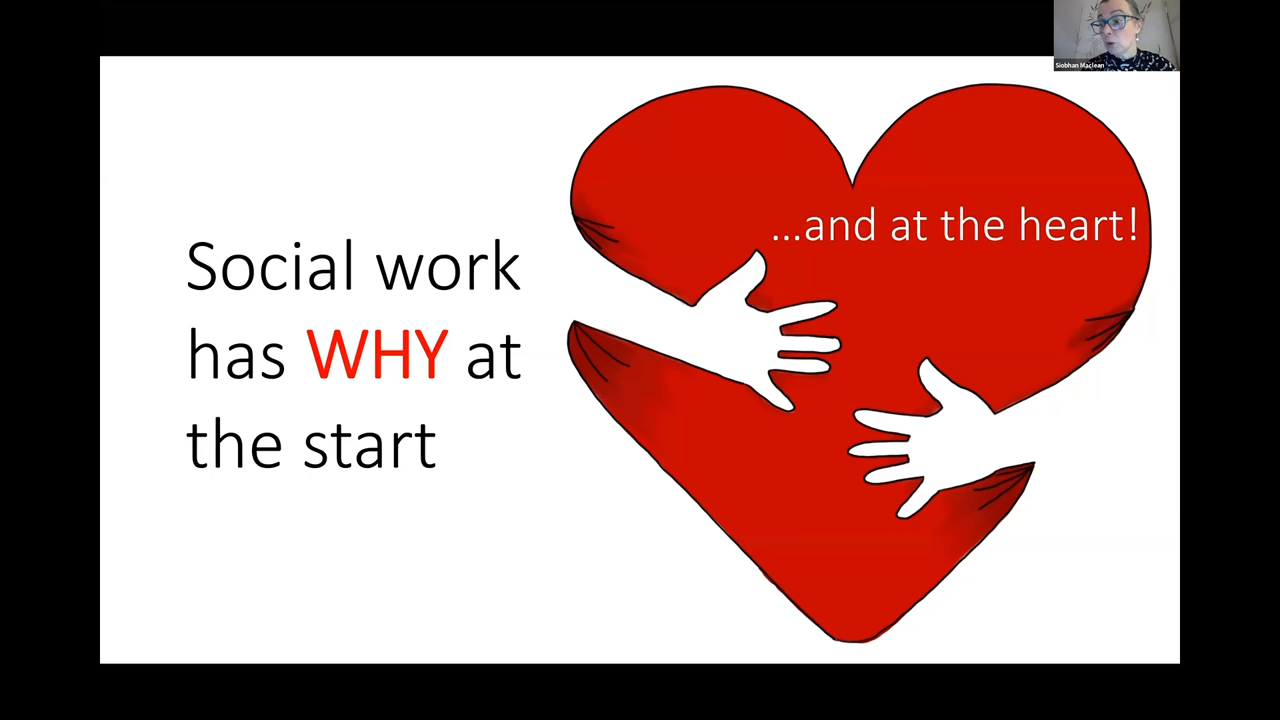 Siobhan Maclean
Social work
has WHY at
the start
...and at the heart!